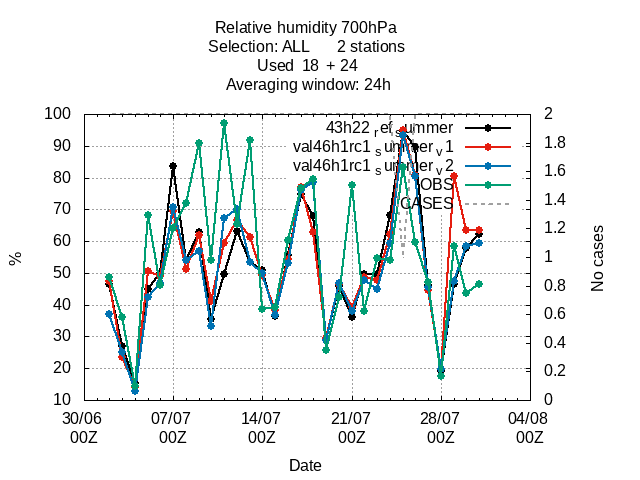 Relative humidity 700hPa
Selection: ALL 2 stations
Used 18 + 24
Averaging window: 24h
43h22refsummer
val46h1rc1summerv1
val46h1rc1summerv2
OBS
CASES
100
90
80
70
60
50
40
30
20
10
%
2
1.8
1.6
1.4
1.2
1
0.8
0.6
0.4
0.2
0
No cases
30/06 07/07 14/07 21/07 28/07 04/08
00Z 00Z 00Z 00Z 00Z 00Z
Date